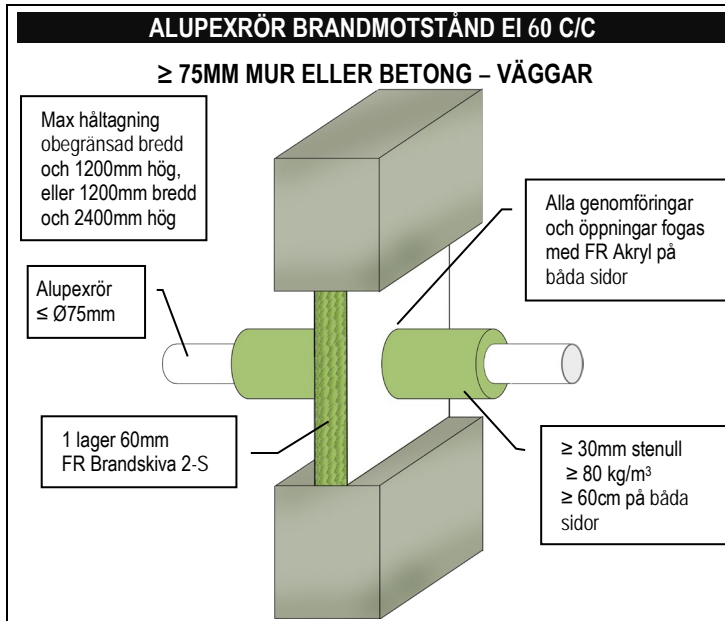 ALUPEXRÖR BRANDMOTSTÅND EI 60 C/C
≥ 75MM MUR ELLER BETONG – VÄGGAR
Max håltagning
obegränsad bredd
och 1200mm hög,
eller 1200mm bredd
och 2400mm hög
Alla genomföringar
och öppningar fogas
med FR Akryl på
båda sidor
Alupexrör
≤ Ø75mm
1 lager 60mm
FR Brandskiva 2-S
≥ 30mm stenull
≥ 80 kg/m³
≥ 60cm på båda
sidor